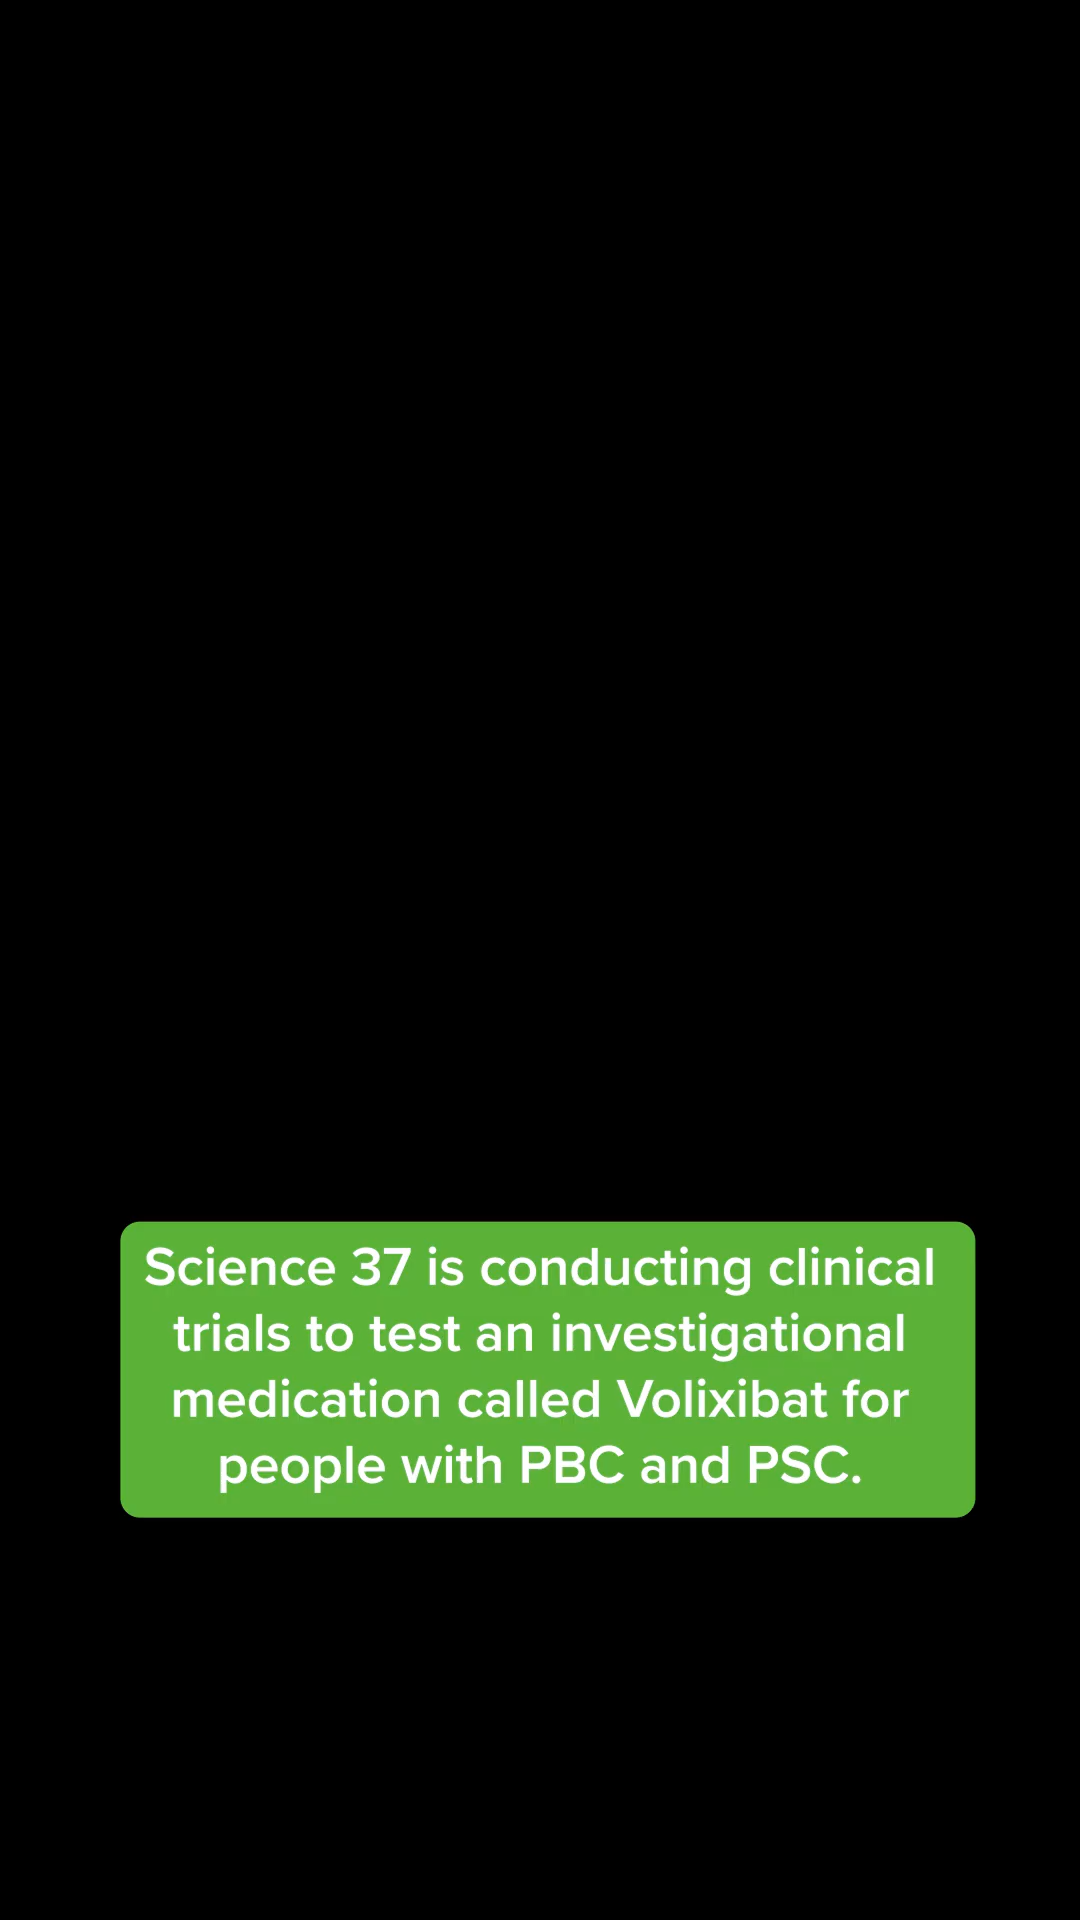 Science 37 is conducting clinical
trials to test an investigational
medication called Volixibat for
people with PBC and PSC.